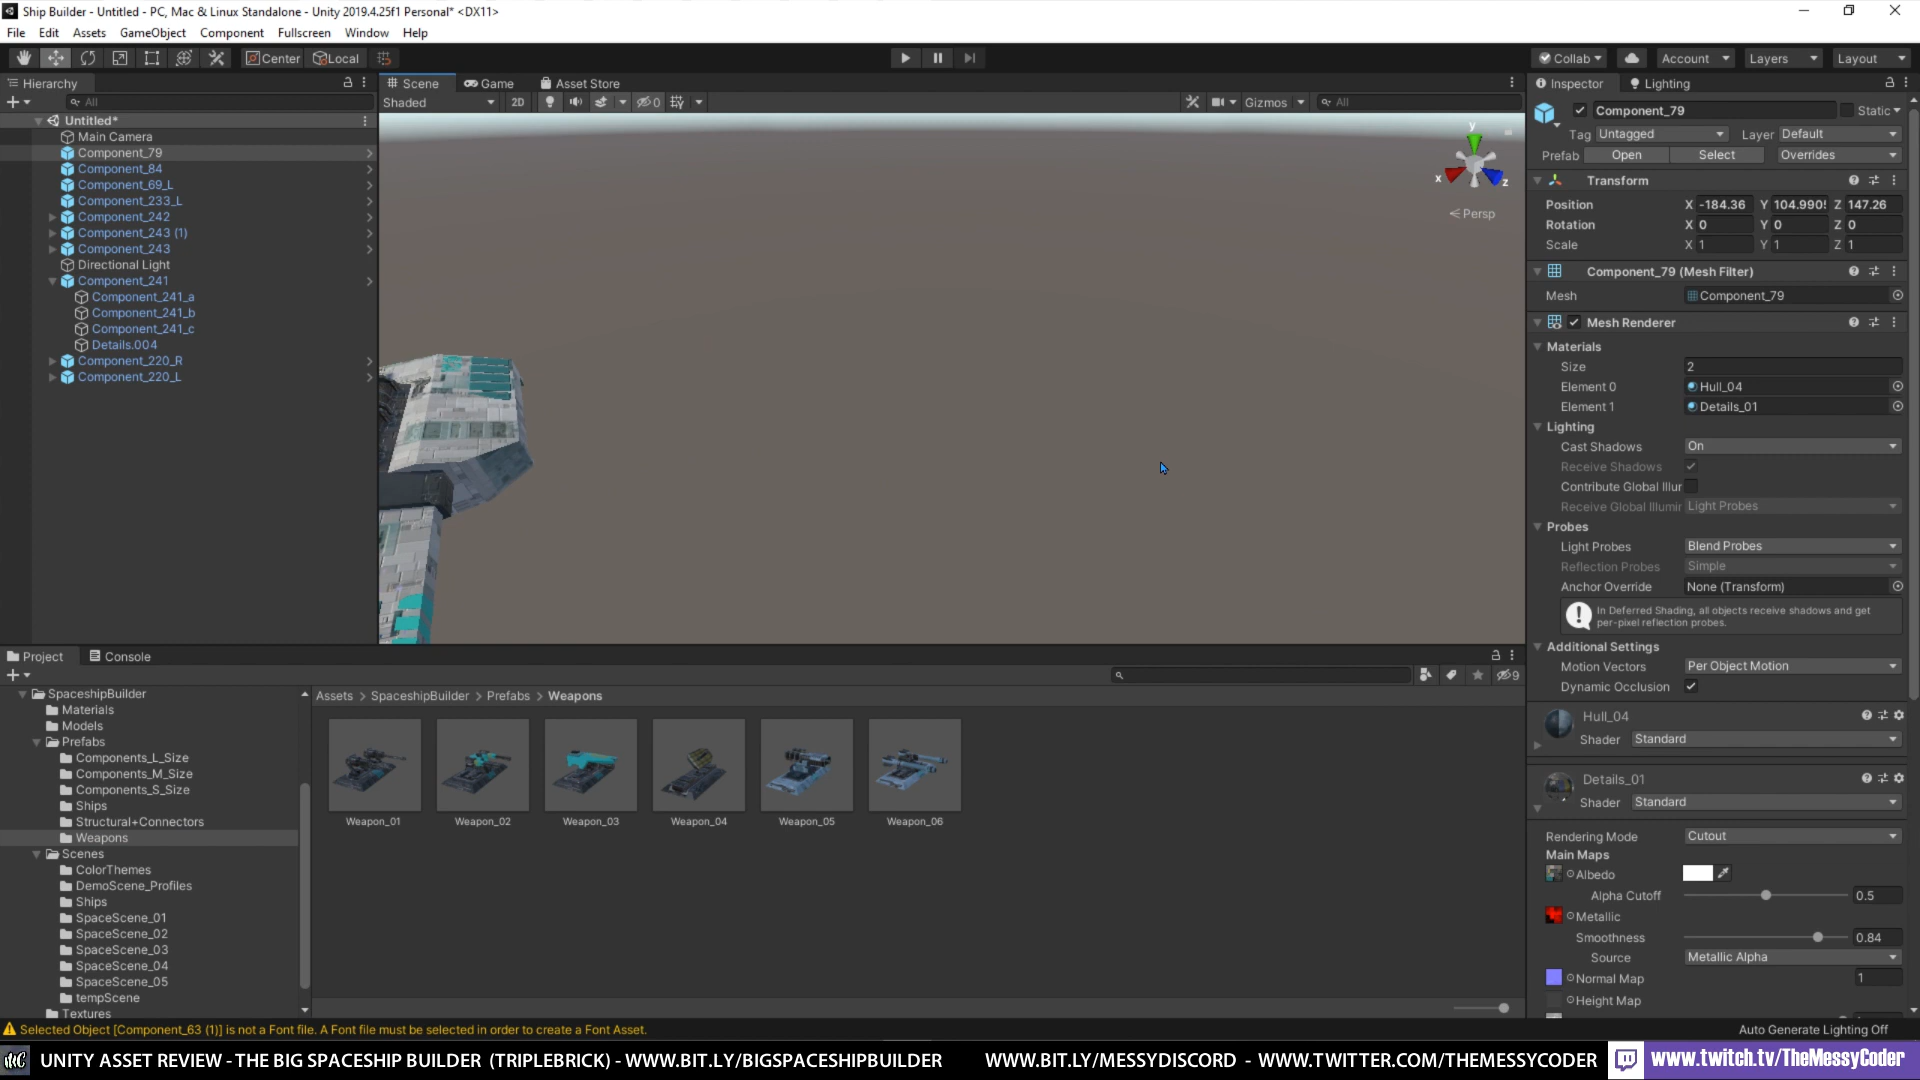 Ship Builder - Untitled - PC, Mac & Linux Standalone - Unity 2019.4.25f1 Personal* <DX11>
File Edit Assets GameObject Component Fullscreen Window Help
Center Local Collab Account Layers Layout
Hierarchy
All
Untitled*
Main Camera
Component_79
Component_84
Component_69_L
Component_233_L
Component_242
Component_243 (1)
Component_243
Directional Light
Component_241
Component_241_a
Component_241_b
Component_241_c
Details.004
Component_220_R
Component_220_L
Scene Game Asset Store
Shaded 2D 0 Gizmos All
y
x
z
Persp
Inspector Lighting
Component_79 Static
Tag Untagged Layer Default
Prefab Open Select Overrides
Transform
Position X -184.36 Y 104.990! Z 147.26
Rotation X 0 Y 0 Z 0
Scale X 1 Y 1 Z 1
Component_79 (Mesh Filter)
Mesh Component_79
Mesh Renderer
Materials
Size 2
Element 0 Hull_04
Element 1 Details_01
Lighting
Cast Shadows On
Receive Shadows
Contribute Global Illur
Receive Global Illumir Light Probes
Probes
Light Probes Blend Probes
Reflection Probes Simple
Anchor Override None (Transform)
In Deferred Shading, all objects receive shadows and get
per-pixel reflection probes.
Additional Settings
Motion Vectors Per Object Motion
Dynamic Occlusion
Hull_04
Shader Standard
Details_01
Shader Standard
Rendering Mode Cutout
Main Maps
Albedo
Alpha Cutoff 0.5
Metallic
Smoothness 0.84
Source Metallic Alpha
Normal Map 1
Height Map
Project Console
9
SpaceshipBuilder
Materials
Models
Prefabs
Components_L_Size
Components_M_Size
Components_S_Size
Ships
Structural+Connectors
Weapons
Scenes
ColorThemes
DemoScene_Profiles
Ships
SpaceScene_01
SpaceScene_02
SpaceScene_03
SpaceScene_04
SpaceScene_05
tempScene
Textures
Assets > SpaceshipBuilder > Prefabs > Weapons
Weapon_01 Weapon_02 Weapon_03 Weapon_04 Weapon_05 Weapon_06
Selected Object [Component_63 (1)] is not a Font file. A Font file must be selected in order to create a Font Asset.
Auto Generate Lighting Off
MC UNITY ASSET REVIEW - THE BIG SPACESHIP BUILDER (TRIPLEBRICK) - WWW.BIT.LY/BIGSPACESHIPBUILDER WWW.BIT.LY/MESSYDISCORD - WWW.TWITTER.COM/THEMESSYCODER www.twitch.tv/TheMessyCoder